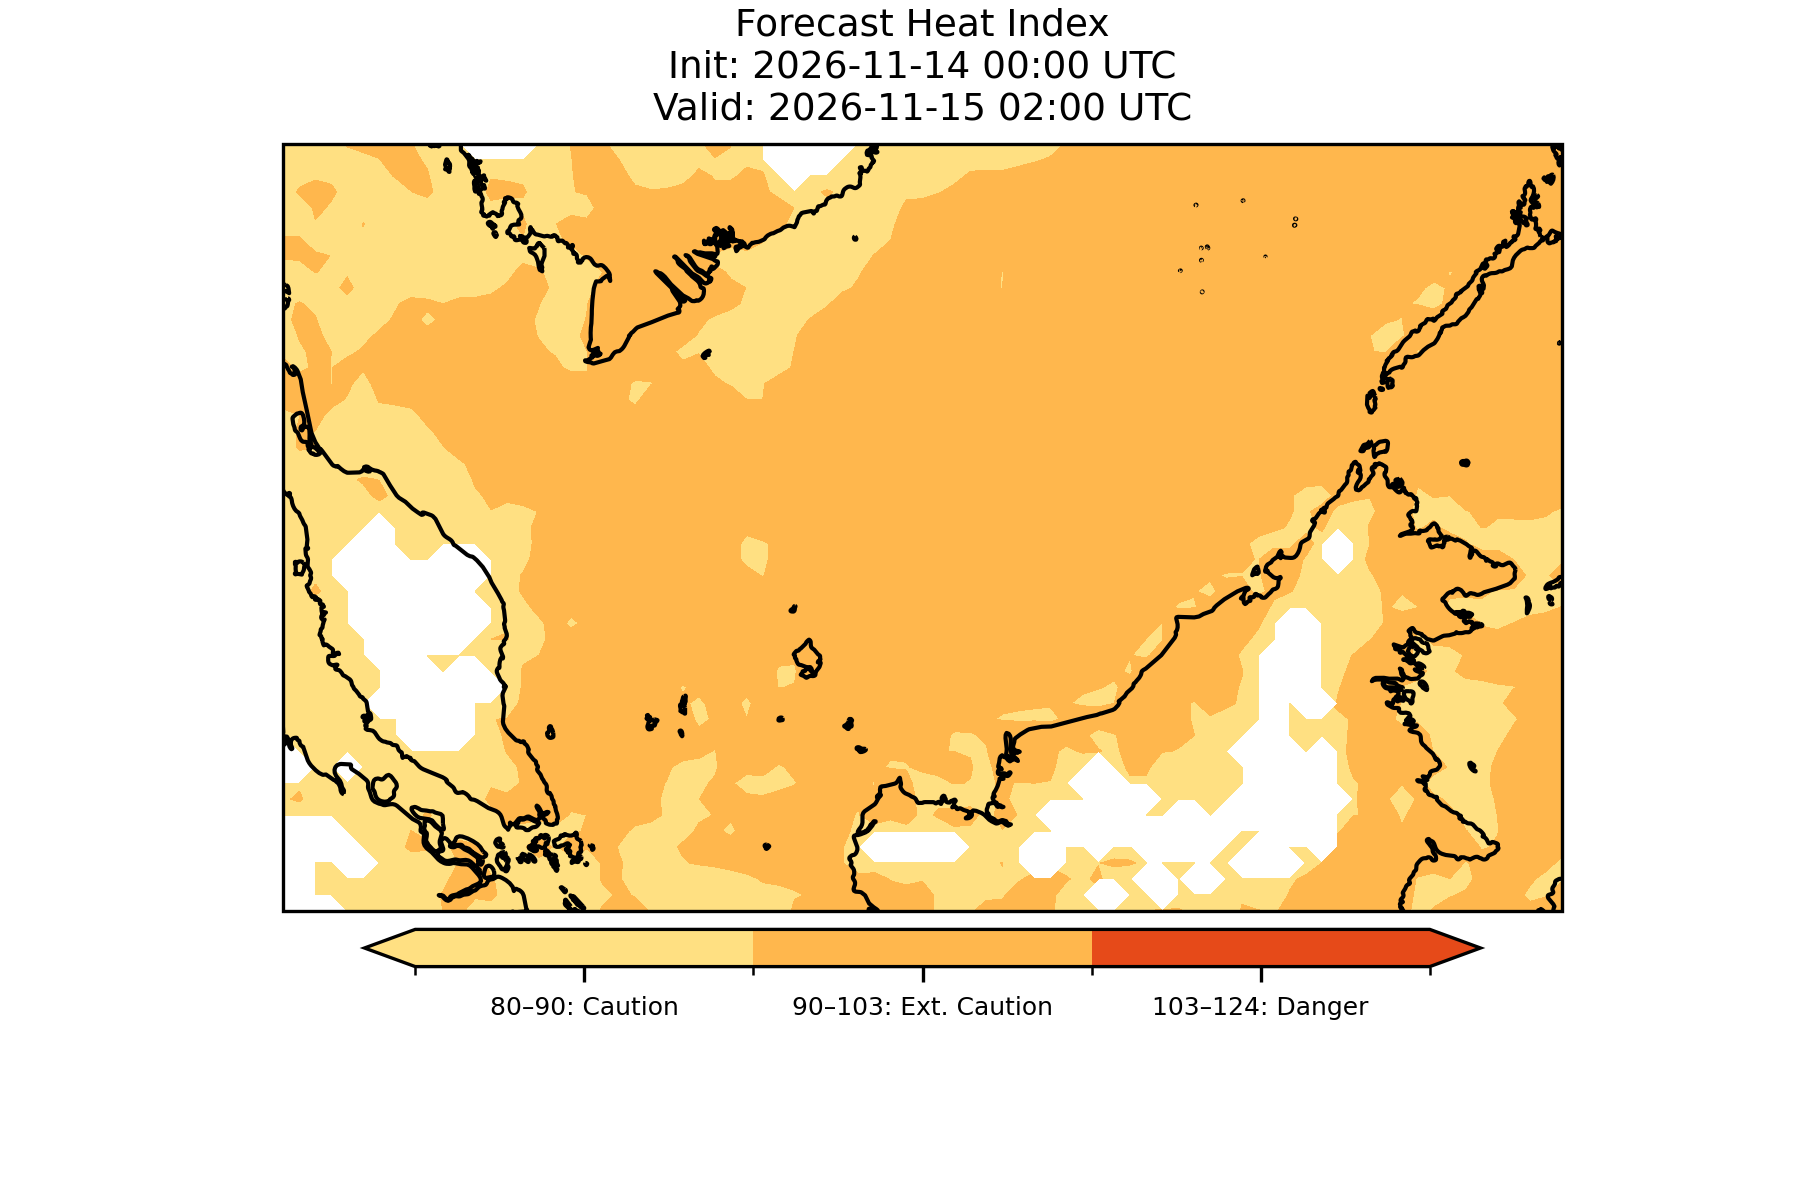 Forecast Heat Index
Init: 2026-11-14 00:00 UTC
Valid: 2026-11-15 02:00 UTC
80–90: Caution
90–103: Ext. Caution
103–124: Danger